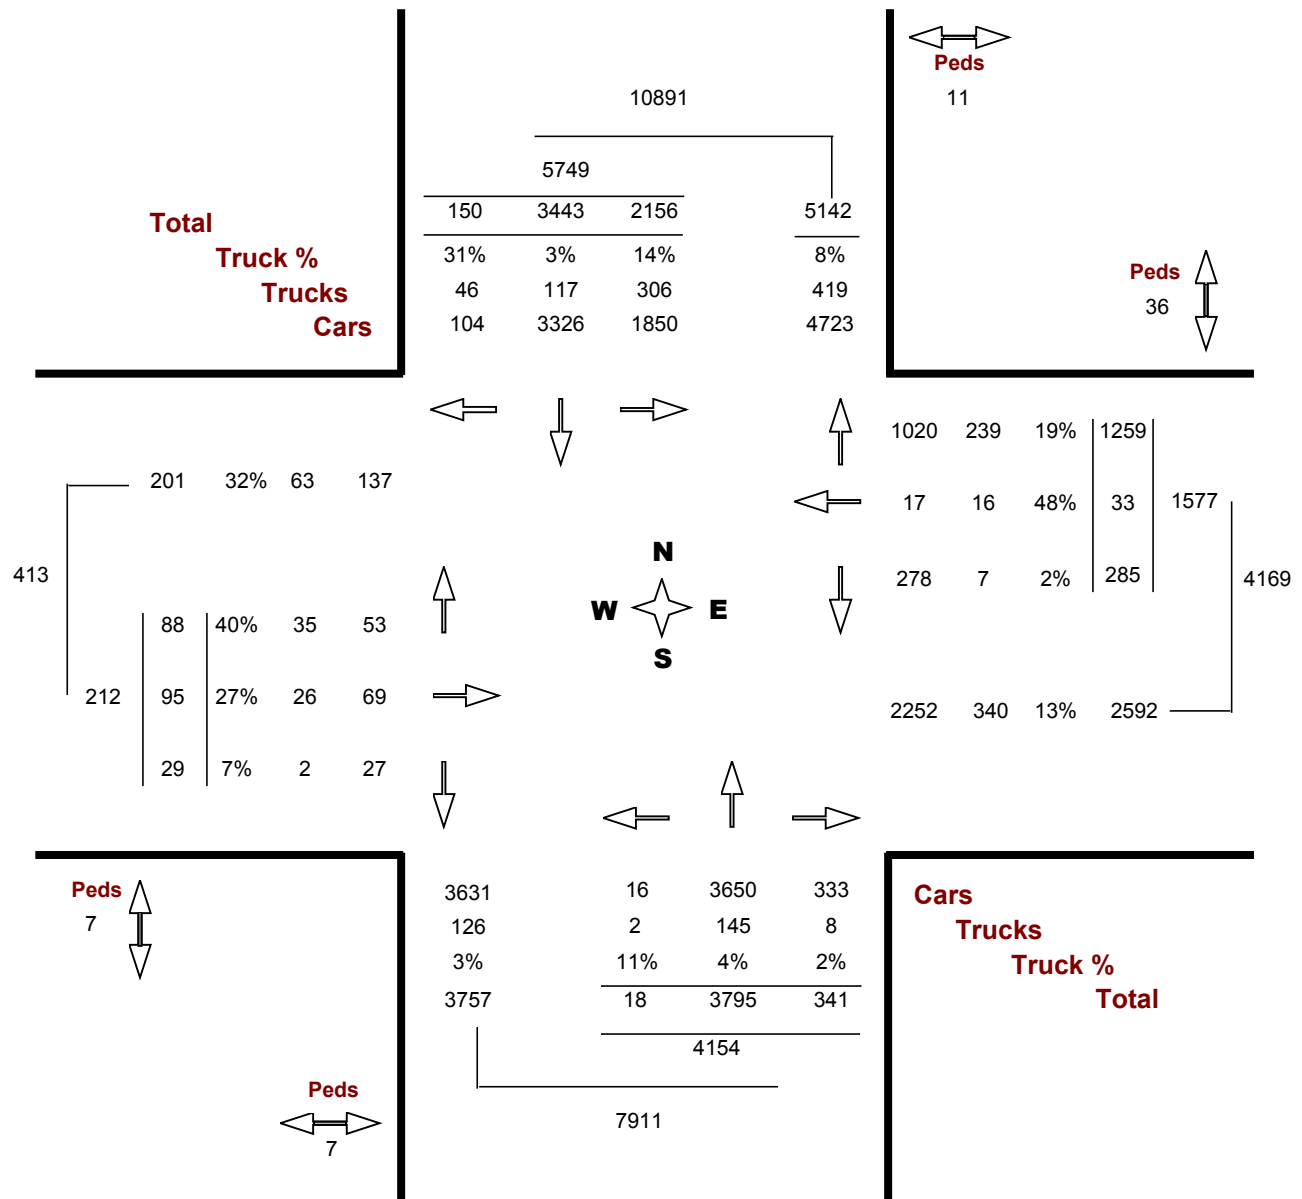 Peds
11
10891
5749
Total 150 3443 2156 5142
Truck % 31% 3% 14% 8%
Trucks 46 117 306 419
Cars 104 3326 1850 4723
Peds
36
1020 239 19% 1259
201 32% 63 137
17 16 48% 33 1577
N
413
278 7 2% 285 4169
W E
S
88 40% 35 53
212 95 27% 26 69
2252 340 13% 2592
29 7% 2 27
Peds
7
3631 16 3650 333 Cars
126 2 145 8 Trucks
3% 11% 4% 2% Truck %
3757 18 3795 341 Total
4154
Peds
7
7911